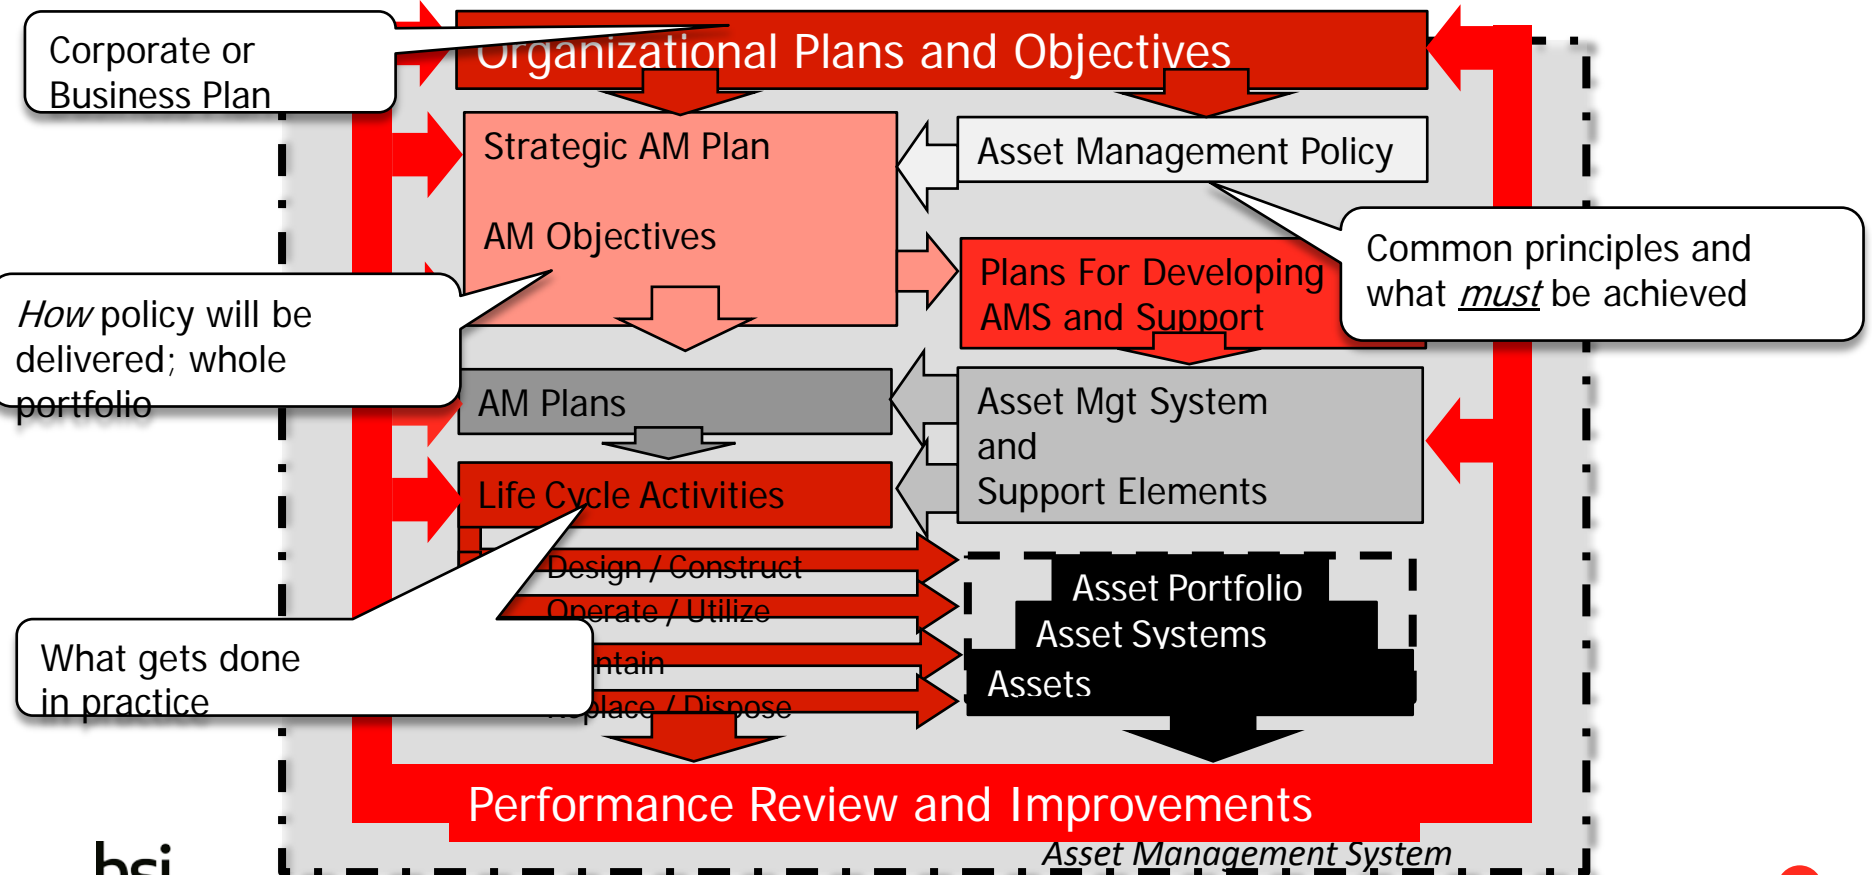 Corporate or
Business Plan
Organizational Plans and Objectives
Strategic AM Plan
AM Objectives
Asset Management Policy
Common principles and
what must be achieved
Plans For Developing
AMS and Support
How policy will be
delivered; whole
portfolio
AM Plans
Asset Mgt System
and
Support Elements
Life Cycle Activities
Design / Construct
Operate / Utilize
ntain
Replace / Dispose
What gets done
in practice
Asset Portfolio
Asset Systems
Assets
Performance Review and Improvements
Asset Management System
bsi